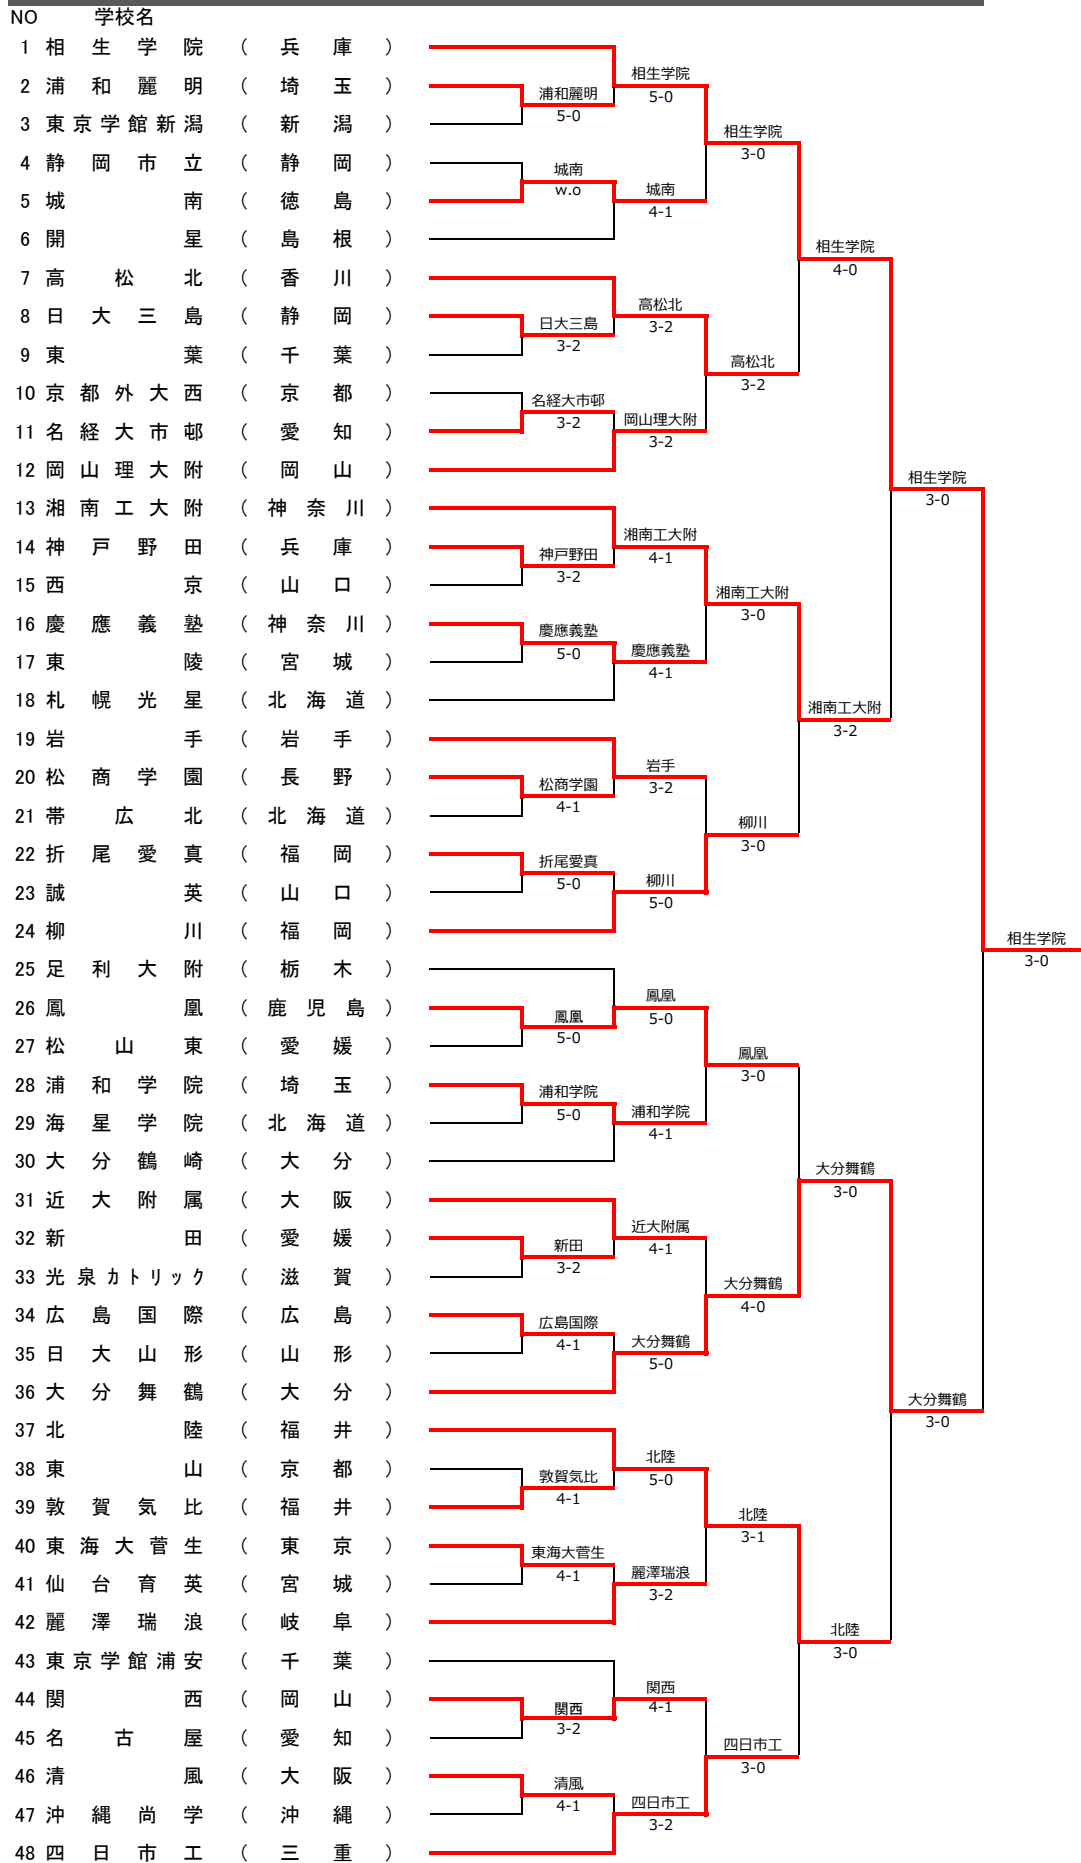 NO 学校名
1 相生学院 ( 兵庫 )
2 浦和麗明 ( 埼玉 )
3 東京学館新潟 ( 新潟 )
4 静岡市立 ( 静岡 )
5 城南 ( 徳島 )
6 開星 ( 島根 )
7 高松北 ( 香川 )
8 日大三島 ( 静岡 )
9 東葉 ( 千葉 )
10 京都外大西 ( 京都 )
11 名経大市邨 ( 愛知 )
12 岡山理大附 ( 岡山 )
13 湘南工大附 ( 神奈川 )
14 神戸野田 ( 兵庫 )
15 西京 ( 山口 )
16 慶應義塾 ( 神奈川 )
17 東陵 ( 宮城 )
18 札幌光星 ( 北海道 )
19 岩手 ( 岩手 )
20 松商学園 ( 長野 )
21 帯広北 ( 北海道 )
22 折尾愛真 ( 福岡 )
23 誠英 ( 山口 )
24 柳川 ( 福岡 )
25 足利大附 ( 栃木 )
26 鳳凰 ( 鹿児島 )
27 松山東 ( 愛媛 )
28 浦和学院 ( 埼玉 )
29 海星学院 ( 北海道 )
30 大分鶴崎 ( 大分 )
31 近大附属 ( 大阪 )
32 新田 ( 愛媛 )
33 光泉カトリック ( 滋賀 )
34 広島国際 ( 広島 )
35 日大山形 ( 山形 )
36 大分舞鶴 ( 大分 )
37 北陸 ( 福井 )
38 東山 ( 京都 )
39 敦賀気比 ( 福井 )
40 東海大菅生 ( 東京 )
41 仙台育英 ( 宮城 )
42 麗澤瑞浪 ( 岐阜 )
43 東京学館浦安 ( 千葉 )
44 関西 ( 岡山 )
45 名古屋 ( 愛知 )
46 清風 ( 大阪 )
47 沖縄尚学 ( 沖縄 )
48 四日市工 ( 三重 )
浦和麗明
5-0
城南
w.o
日大三島
3-2
名経大市邨
3-2
神戸野田
3-2
慶應義塾
5-0
松商学園
4-1
折尾愛真
5-0
鳳凰
5-0
浦和学院
5-0
新田
3-2
広島国際
4-1
敦賀気比
4-1
東海大菅生
4-1
関西
3-2
清風
4-1
相生学院
5-0
城南
4-1
高松北
3-2
岡山理大附
3-2
湘南工大附
4-1
慶應義塾
4-1
岩手
3-2
柳川
5-0
鳳凰
5-0
浦和学院
4-1
近大附属
4-1
大分舞鶴
5-0
北陸
5-0
麗澤瑞浪
3-2
関西
4-1
四日市工
3-2
相生学院
3-0
高松北
3-2
湘南工大附
3-0
柳川
3-0
鳳凰
3-0
大分舞鶴
4-0
北陸
3-1
四日市工
3-0
相生学院
4-0
湘南工大附
3-2
大分舞鶴
3-0
北陸
3-0
相生学院
3-0
大分舞鶴
3-0
相生学院
3-0